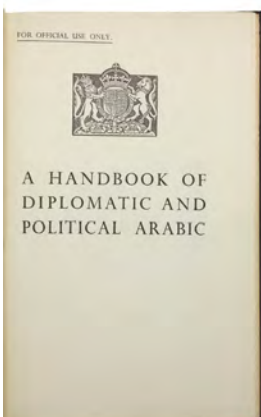 FOR OFFICIAL USE ONLY.
A HANDBOOK OF
DIPLOMATIC AND
POLITICAL ARABIC